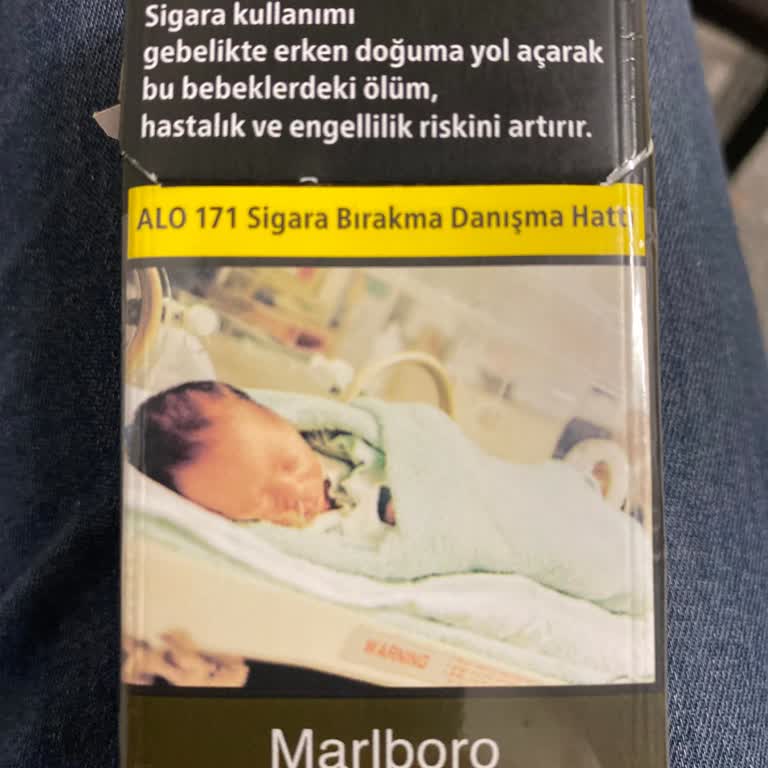 Sigara kullanımı
gebelikte erken doğuma yol açarak
bu bebeklerdeki ölüm,
hastalık ve engellilik riskini artırır.
ALO 171 Sigara Bırakma Danışma Hattı
WARNING
Marlboro